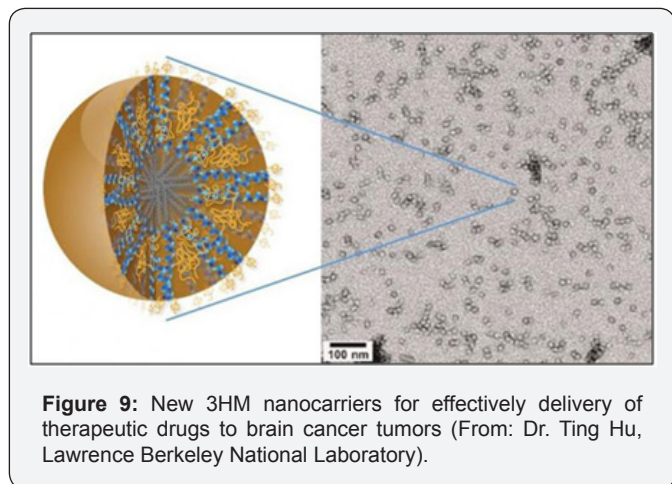 100 nm
Figure 9: New 3HM nanocarriers for effectively delivery of
therapeutic drugs to brain cancer tumors (From: Dr. Ting Hu,
Lawrence Berkeley National Laboratory).